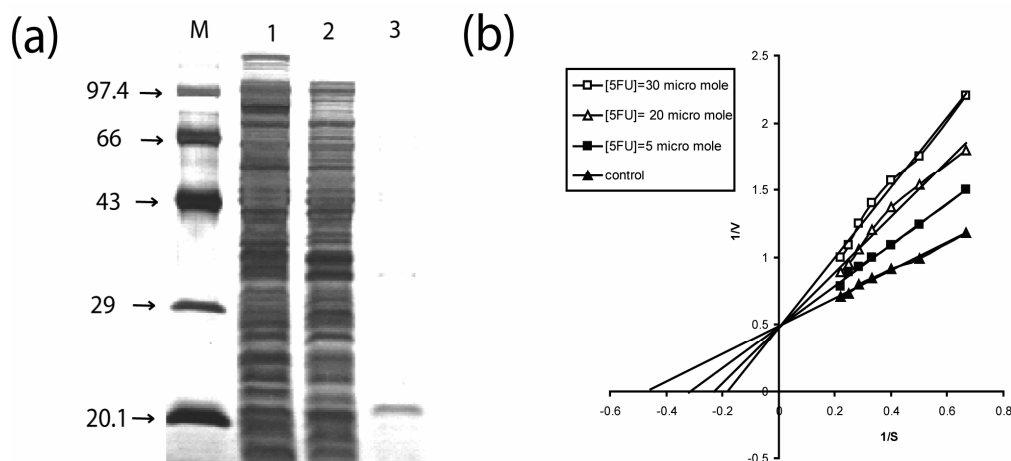 (a)
M 1 2 3
97.4
66
43
29
20.1
(b)
[5FU]=30 micro mole
[5FU]= 20 micro mole
[5FU]=5 micro mole
control
2.5
2
1.5
1
0.5
0
-0.5
1/V
-0.6 -0.4 -0.2 0 0.2 0.4 0.6 0.8
1/S